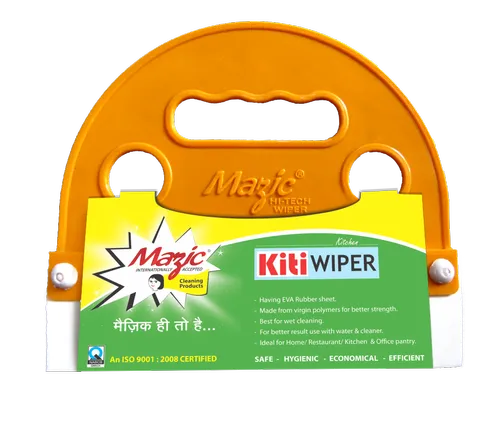 Mazic®
HI-TECH
WIPER
Mazic®
INTERNATIONALLY ACCEPTED
Cleaning
Products
मैज़िक ही तो है...
An ISO 9001 : 2008 CERTIFIED
Kitchen
Kiti WIPER
- Having EVA Rubber sheet.
- Made from virgin polymers for better strength.
- Best for wet cleaning.
- For better result use with water & cleaner.
- Ideal for Home/ Restaurant/ Kitchen & Office pantry.
SAFE - HYGIENIC - ECONOMICAL - EFFICIENT